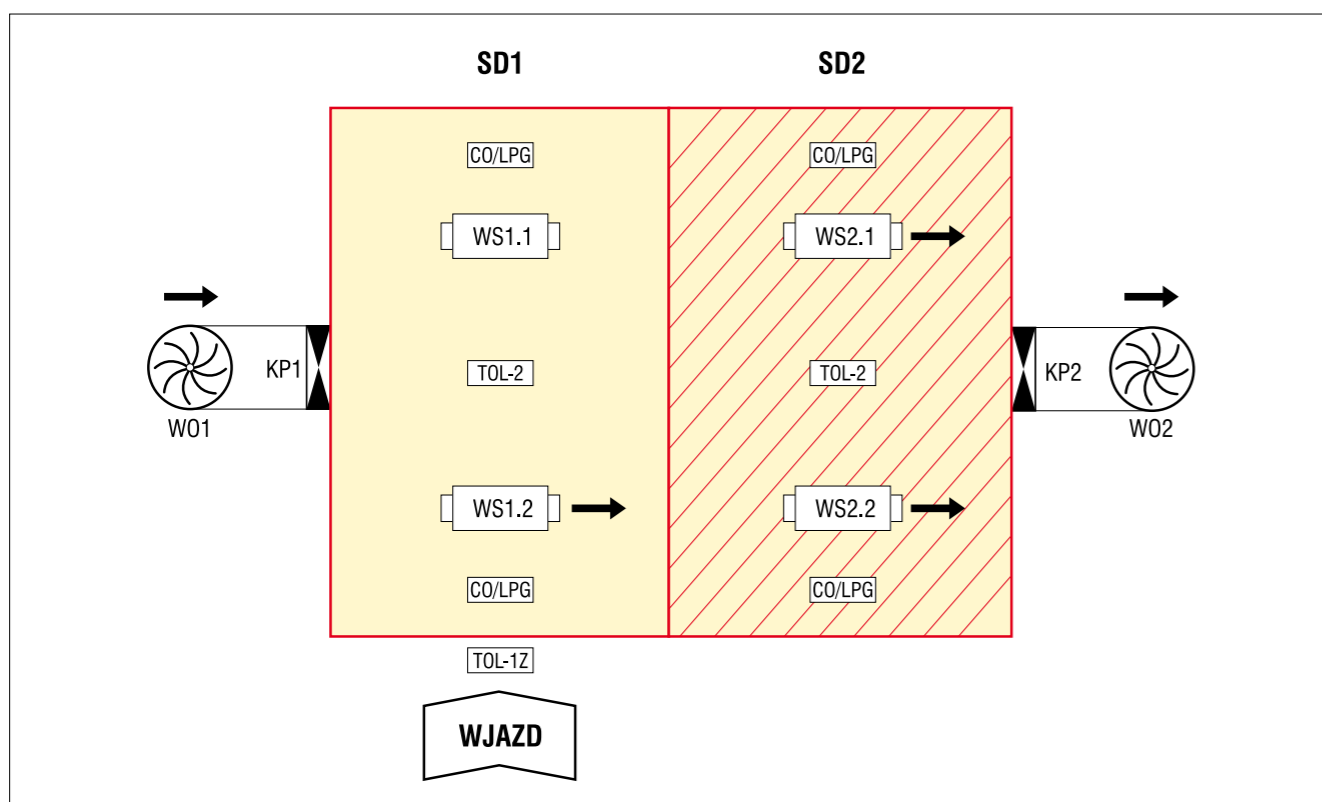 SD1 SD2
CO/LPG CO/LPG
WS1.1 WS2.1
KP1 TOL-2 TOL-2 KP2
WO1 WO2
WS1.2 WS2.2
CO/LPG CO/LPG
TOL-1Z
WJAZD